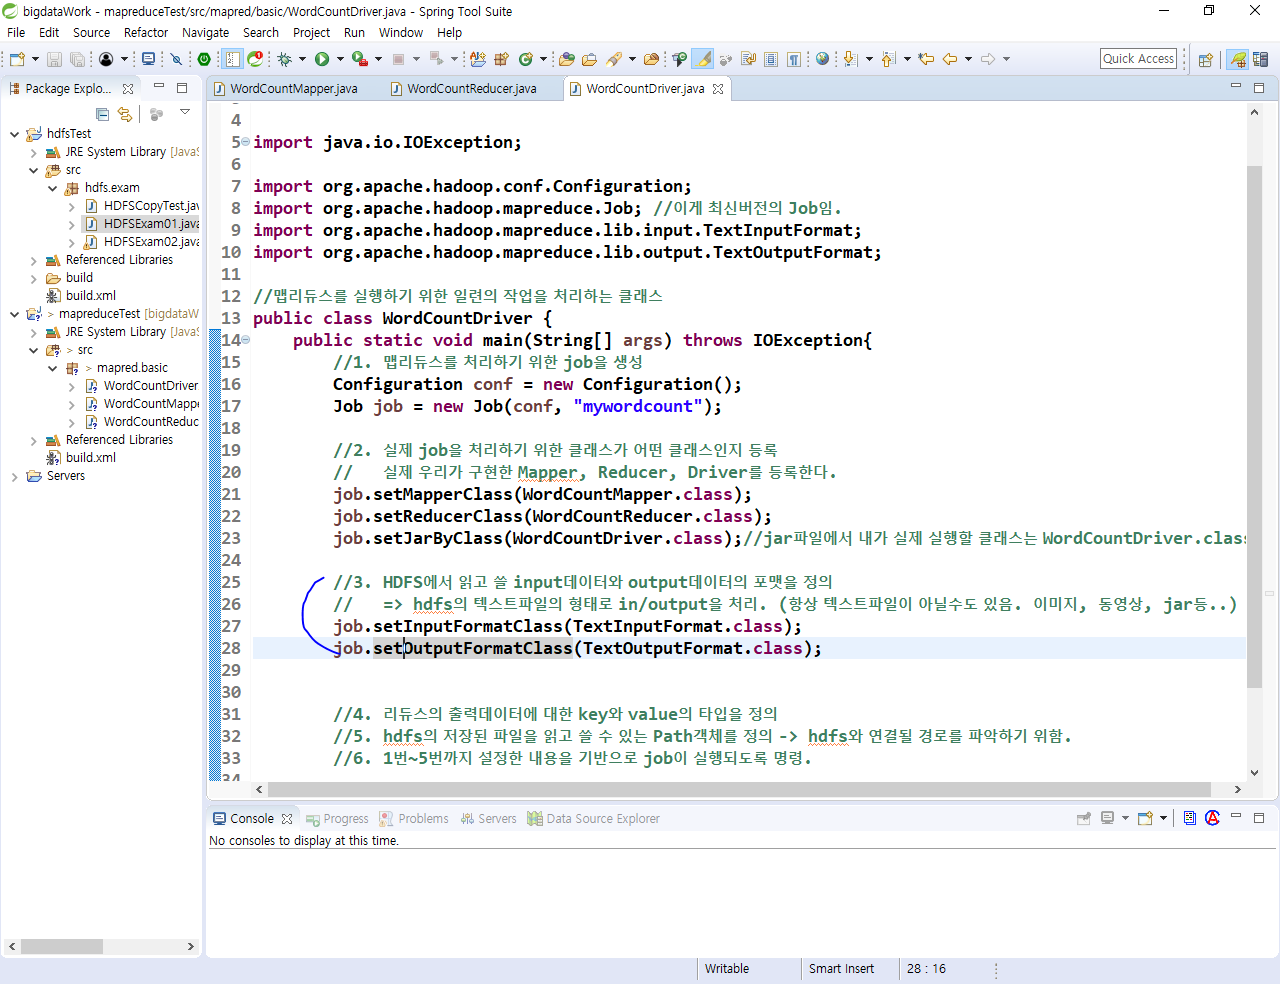 bigdataWork - mapreduceTest/src/mapred/basic/WordCountDriver.java - Spring Tool Suite
File Edit Source Refactor Navigate Search Project Run Window Help
Quick Access
Package Explo...
hdfsTest
JRE System Library [JavaS
src
hdfs.exam
HDFSCopyTest.jav
HDFSExam01.java
HDFSExam02.java
Referenced Libraries
build
build.xml
> mapreduceTest [bigdataW
JRE System Library [JavaS
> src
> mapred.basic
WordCountDriver
WordCountMappe
WordCountReduc
Referenced Libraries
build.xml
Servers
WordCountMapper.java WordCountReducer.java WordCountDriver.java
4
5 import java.io.IOException;
6
7 import org.apache.hadoop.conf.Configuration;
8 import org.apache.hadoop.mapreduce.Job; //이게 최신버전의 Job임.
9 import org.apache.hadoop.mapreduce.lib.input.TextInputFormat;
10 import org.apache.hadoop.mapreduce.lib.output.TextOutputFormat;
11
12 //맵리듀스를 실행하기 위한 일련의 작업을 처리하는 클래스
13 public class WordCountDriver {
14 public static void main(String[] args) throws IOException{
15 //1. 맵리듀스를 처리하기 위한 job을 생성
16 Configuration conf = new Configuration();
17 Job job = new Job(conf, "mywordcount");
18
19 //2. 실제 job을 처리하기 위한 클래스가 어떤 클래스인지 등록
20 // 실제 우리가 구현한 Mapper, Reducer, Driver를 등록한다.
21 job.setMapperClass(WordCountMapper.class);
22 job.setReducerClass(WordCountReducer.class);
23 job.setJarByClass(WordCountDriver.class);//jar파일에서 내가 실제 실행할 클래스는 WordCountDriver.class
24
25 //3. HDFS에서 읽고 쓸 input데이터와 output데이터의 포맷을 정의
26 // => hdfs의 텍스트파일의 형태로 in/output을 처리. (항상 텍스트파일이 아닐수도 있음. 이미지, 동영상, jar등..)
27 job.setInputFormatClass(TextInputFormat.class);
28 job.setOutputFormatClass(TextOutputFormat.class);
29
30
31 //4. 리듀스의 출력데이터에 대한 key와 value의 타입을 정의
32 //5. hdfs의 저장된 파일을 읽고 쓸 수 있는 Path객체를 정의 -> hdfs와 연결될 경로를 파악하기 위함.
33 //6. 1번~5번까지 설정한 내용을 기반으로 job이 실행되도록 명령.
34
Console Progress Problems Servers Data Source Explorer
No consoles to display at this time.
Writable Smart Insert 28 : 16